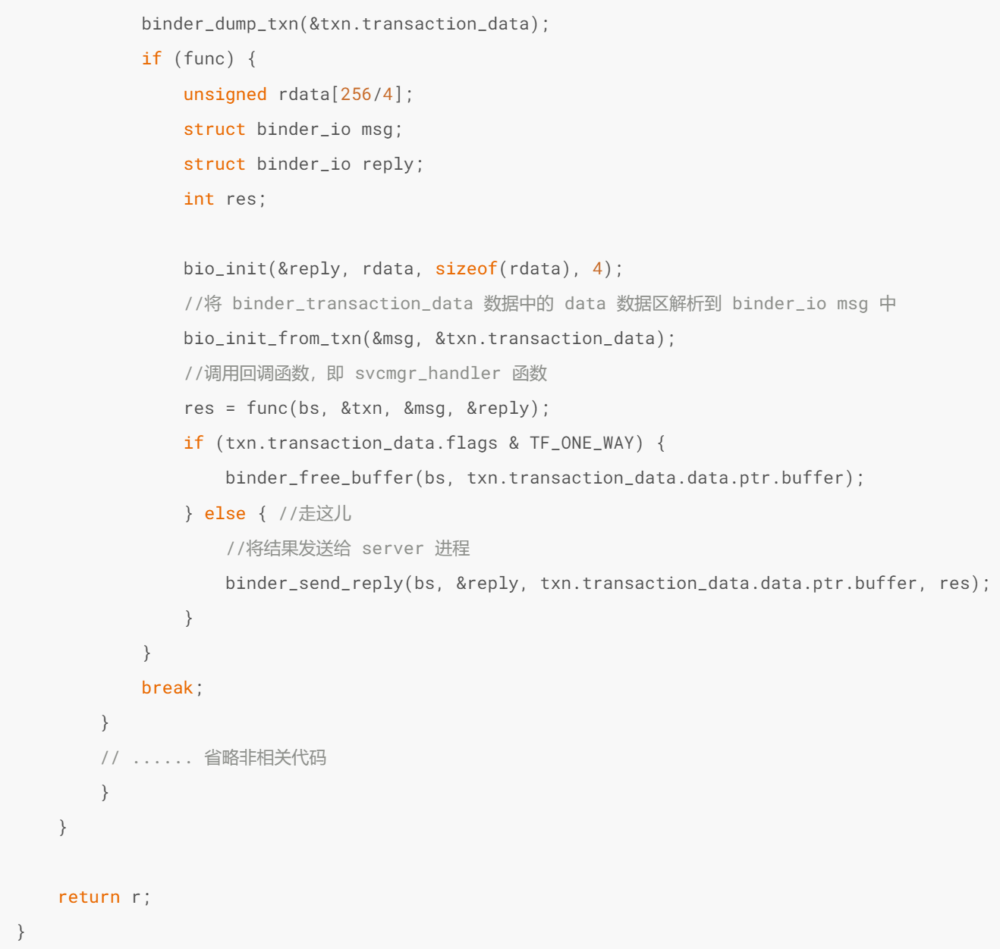 binder_dump_txn(&txn.transaction_data);
if (func) {
unsigned rdata[256/4];
struct binder_io msg;
struct binder_io reply;
int res;
bio_init(&reply, rdata, sizeof(rdata), 4);
//将 binder_transaction_data 数据中的 data 数据区解析到 binder_io msg 中
bio_init_from_txn(&msg, &txn.transaction_data);
//调用回调函数，即 svcmgr_handler 函数
res = func(bs, &txn, &msg, &reply);
if (txn.transaction_data.flags & TF_ONE_WAY) {
binder_free_buffer(bs, txn.transaction_data.data.ptr.buffer);
} else { //走这儿
//将结果发送给 server 进程
binder_send_reply(bs, &reply, txn.transaction_data.data.ptr.buffer, res);
}
}
break;
}
// ...... 省略非相关代码
}
}
return r;
}